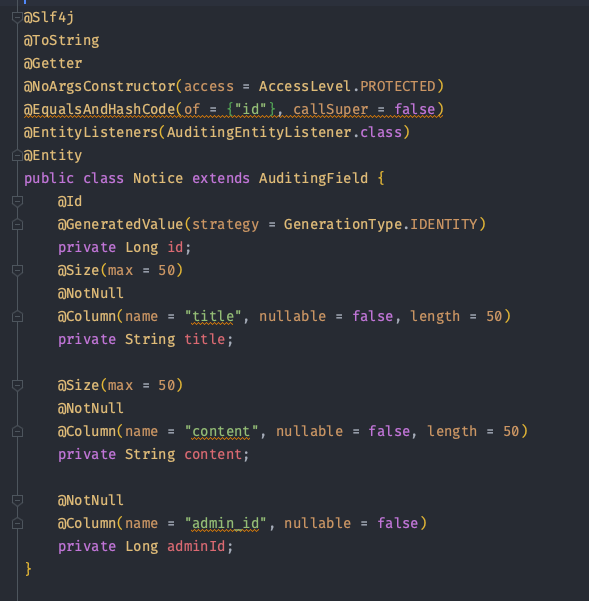 @Slf4j
@ToString
@Getter
@NoArgsConstructor(access = AccessLevel.PROTECTED)
@EqualsAndHashCode(of = {"id"}, callSuper = false)
@EntityListeners(AuditingEntityListener.class)
@Entity
public class Notice extends AuditingField {
    @Id
    @GeneratedValue(strategy = GenerationType.IDENTITY)
    private Long id;
    @Size(max = 50)
    @NotNull
    @Column(name = "title", nullable = false, length = 50)
    private String title;

    @Size(max = 50)
    @NotNull
    @Column(name = "content", nullable = false, length = 50)
    private String content;

    @NotNull
    @Column(name = "admin_id", nullable = false)
    private Long adminId;
}